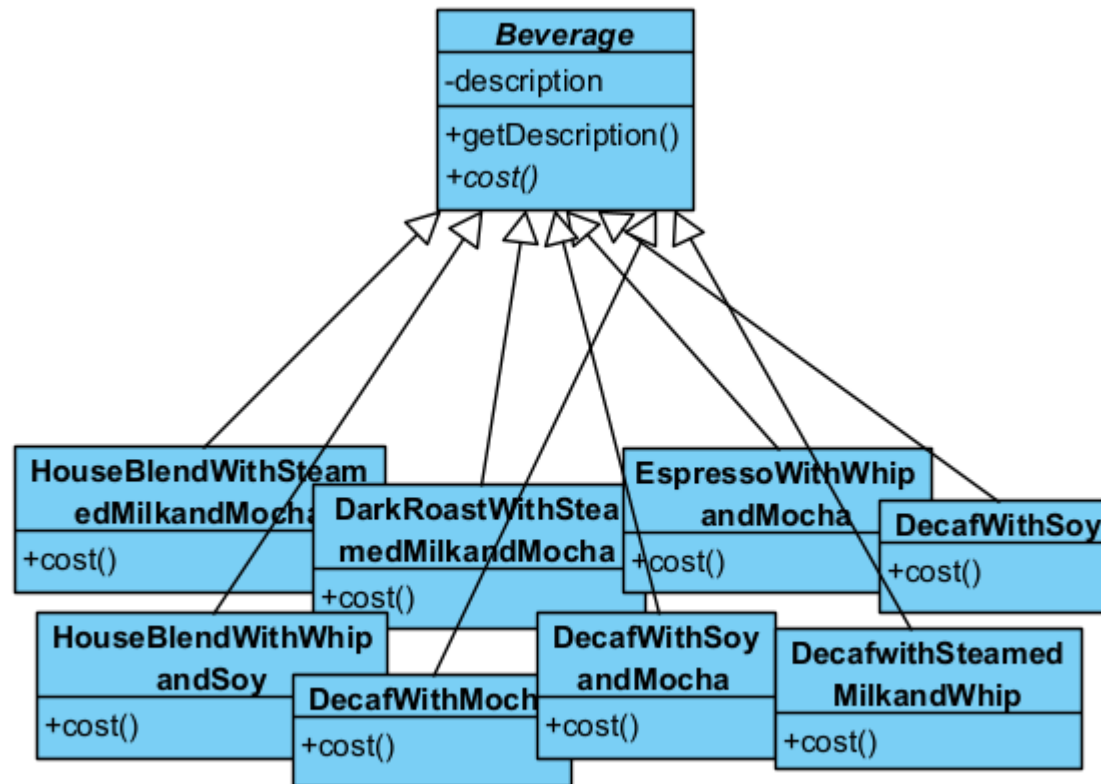 Beverage
-description
+getDescription()
+cost()
HouseBlendWithSteam
edMilkandMocha
+cost()
DarkRoastWithStea
medMilkandMocha
+cost()
EspressoWithWhip
andMocha
+cost()
DecafWithSoy
+cost()
HouseBlendWithWhip
andSoy
+cost()
DecafWithMoch
+cost()
DecafWithSoy
andMocha
+cost()
DecafwithSteamed
MilkandWhip
+cost()